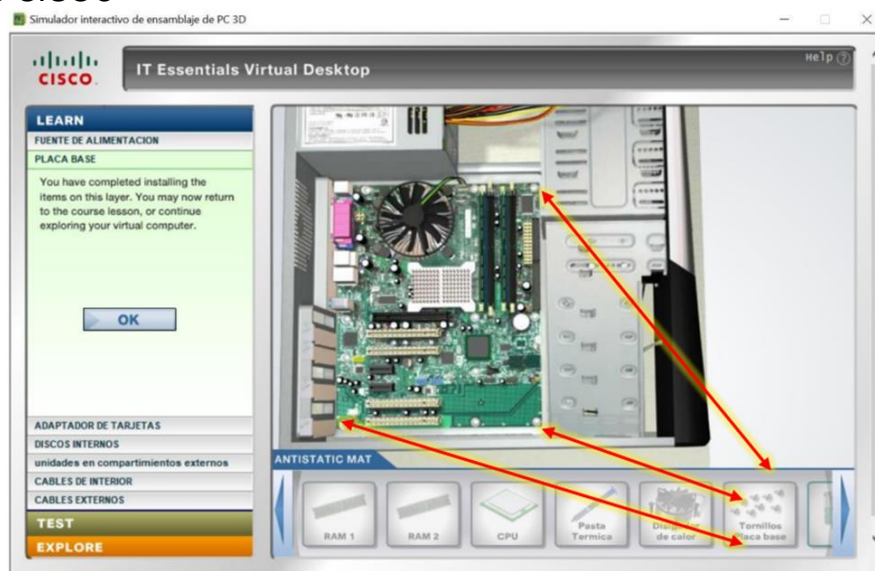 Simulador interactivo de ensamblaje de PC 3D
CISCO
IT Essentials Virtual Desktop
Help ?
LEARN
FUENTE DE ALIMENTACION
PLACA BASE
You have completed installing the
items on this layer. You may now return
to the course lesson, or continue
exploring your virtual computer.
OK
ADAPTADOR DE TARJETAS
DISCOS INTERNOS
unidades en compartimientos externos
CABLES DE INTERIOR
CABLES EXTERNOS
TEST
EXPLORE
ANTISTATIC MAT
RAM 1
RAM 2
CPU
Pasta
Termica
de calor
Tornillos
Placa base